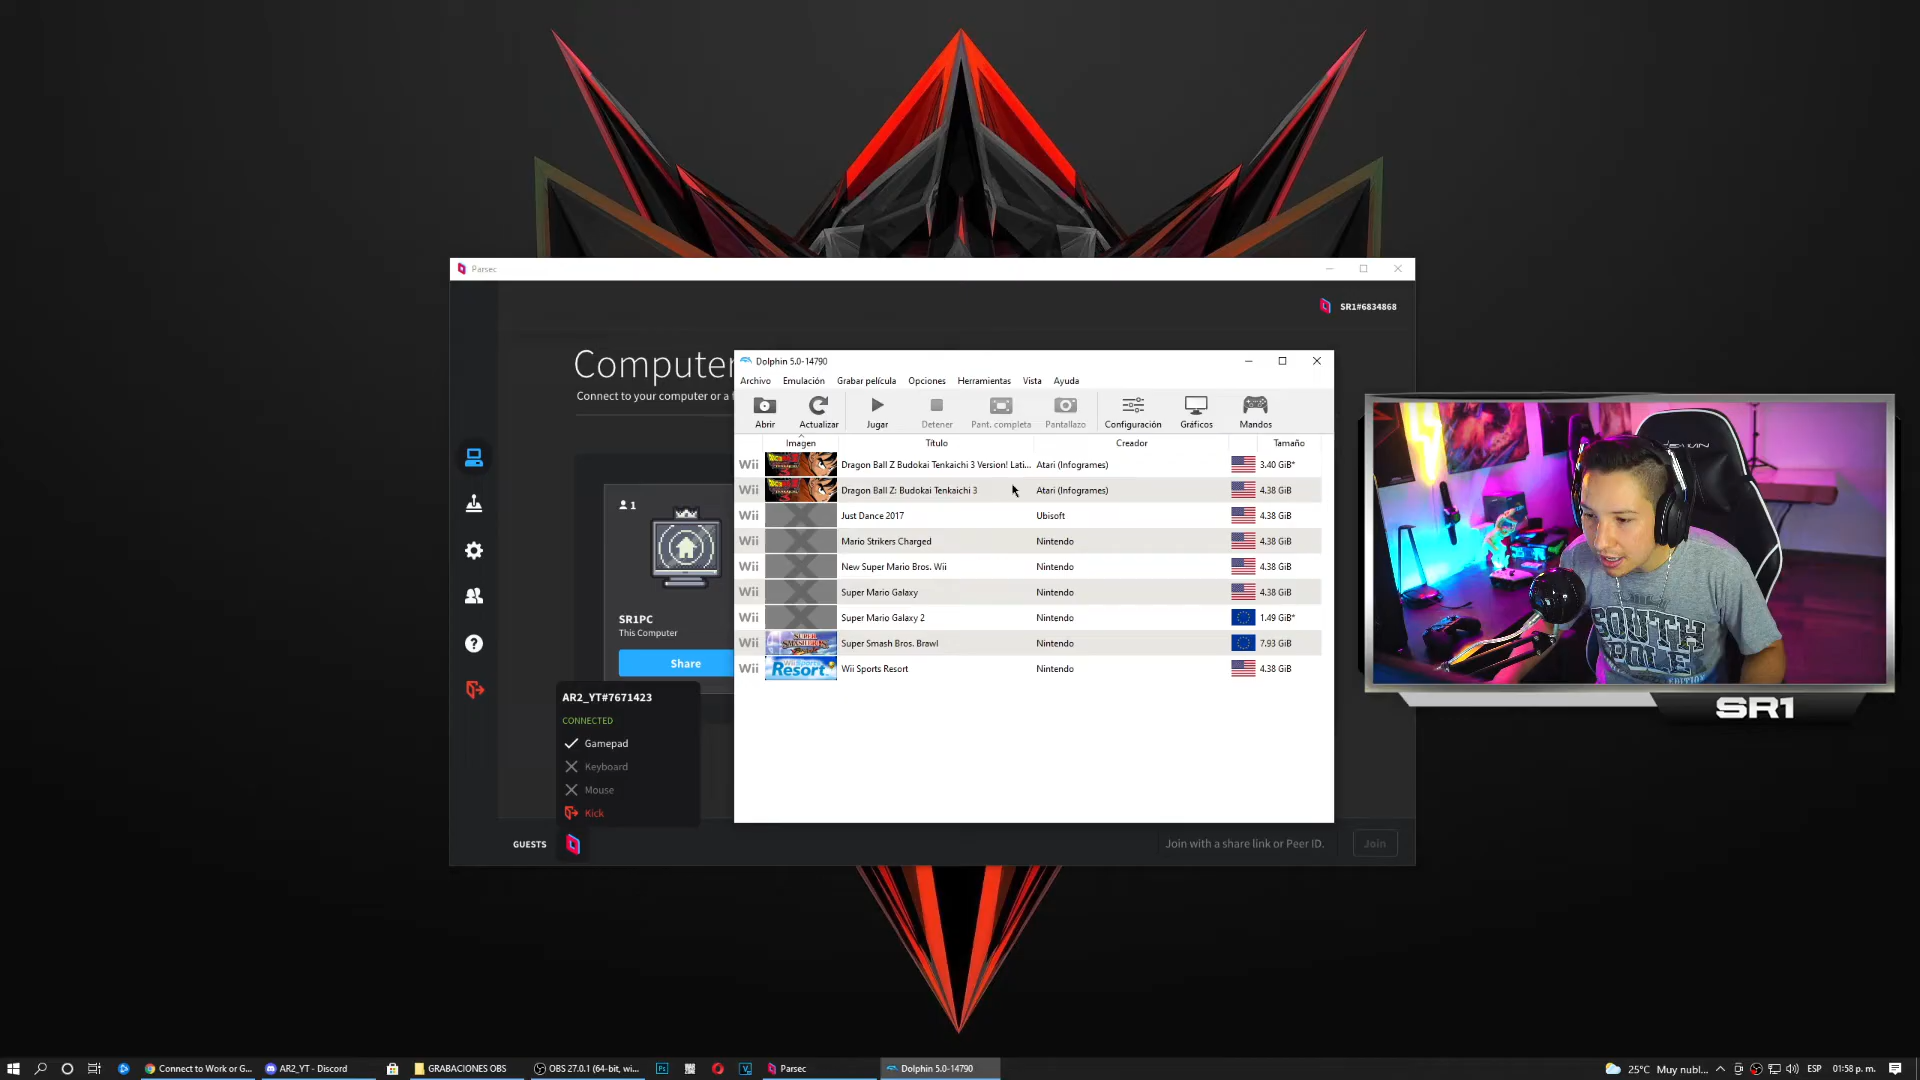 Parsec
SR1#6834868
Computer
Connect to your computer or a f
1
SR1PC
This Computer
Share
AR2_YT#7671423
CONNECTED
Gamepad
Keyboard
Mouse
Kick
GUESTS
Join with a share link or Peer ID.
Join
Dolphin 5.0-14790
Archivo Emulación Grabar película Opciones Herramientas Vista Ayuda
Abrir Actualizar Jugar Detener Pant. completa Pantallazo Configuración Gráficos Mandos
Imagen Título Creador Tamaño
Wii Dragon Ball Z Budokai Tenkaichi 3 Version! Lati... Atari (Infogrames) 3.40 GiB*
Wii Dragon Ball Z: Budokai Tenkaichi 3 Atari (Infogrames) 4.38 GiB
Wii Just Dance 2017 Ubisoft 4.38 GiB
Wii Mario Strikers Charged Nintendo 4.38 GiB
Wii New Super Mario Bros. Wii Nintendo 4.38 GiB
Wii Super Mario Galaxy Nintendo 4.38 GiB
Wii Super Mario Galaxy 2 Nintendo 1.49 GiB*
Wii Super Smash Bros. Brawl Nintendo 7.93 GiB
Wii Resort Wii Sports Resort Nintendo 4.38 GiB
SOUTH
POLE
EDITION
SR1
Connect to Work or G... AR2_YT - Discord GRABACIONES OBS OBS 27.0.1 (64-bit, wi... Ps Parsec Dolphin 5.0-14790 25°C Muy nubl... ESP 01:58 p. m.